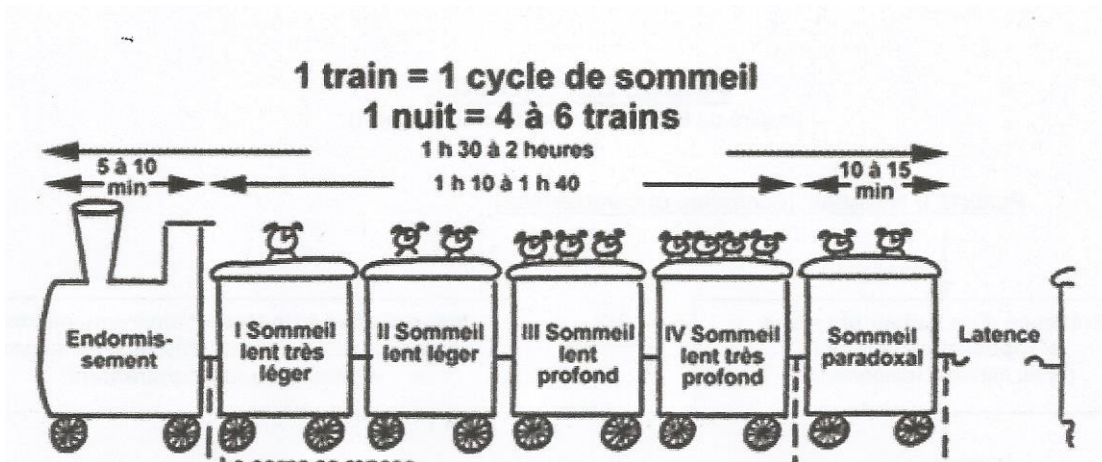 1 train = 1 cycle de sommeil
1 nuit = 4 à 6 trains
1 h 30 à 2 heures
5 à 10
min
1 h 10 à 1 h 40
10 à 15
min
Endormis-
sement
I Sommeil
lent très
léger
II Sommeil
lent léger
III Sommeil
lent
profond
IV Sommeil
lent très
profond
Sommeil
paradoxal
Latence